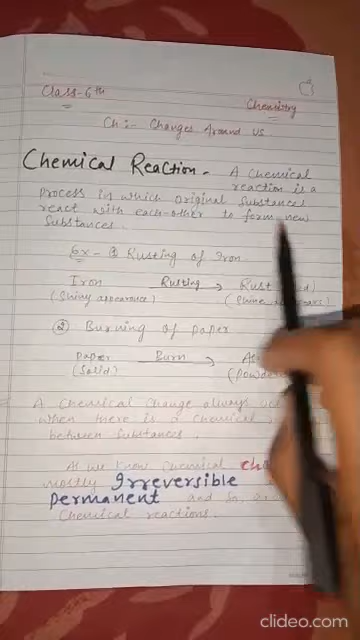 Class-6th
Chemistry
Ch:- Changes Around us
Chemical Reaction - A Chemical
reaction is a
process in which original substances
react with each-other to form new
substances.
Ex- ① Rusting of Iron
Iron Rusting → Rust
(Shiny appearance) (Shine
② Burning of paper
Paper Burn →
(Solid)
A Chemical Change always
when there is a chemical
between substances.
As we know chemical
mostly Irreversible
permanent and so, a
Chemical reactions.
clideo.com